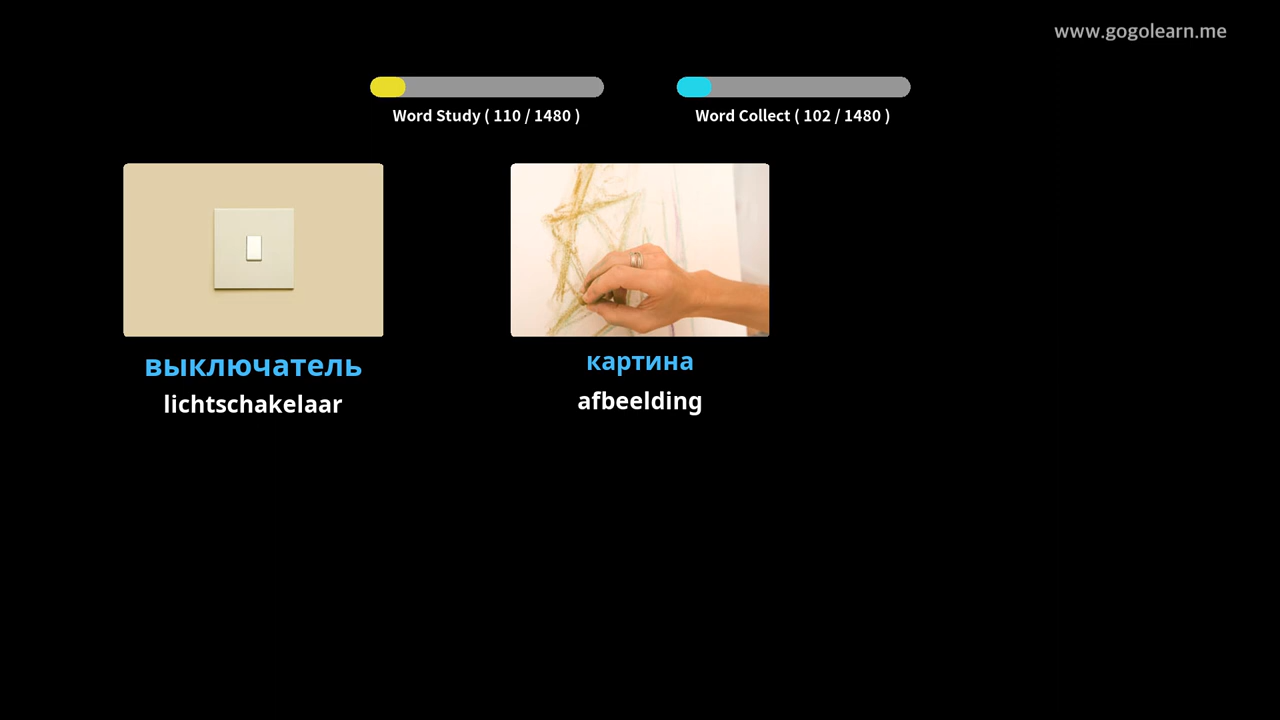 www.gogolearn.me
Word Study ( 110 / 1480 )
Word Collect ( 102 / 1480 )
выключатель
lichtschakelaar
картина
afbeelding